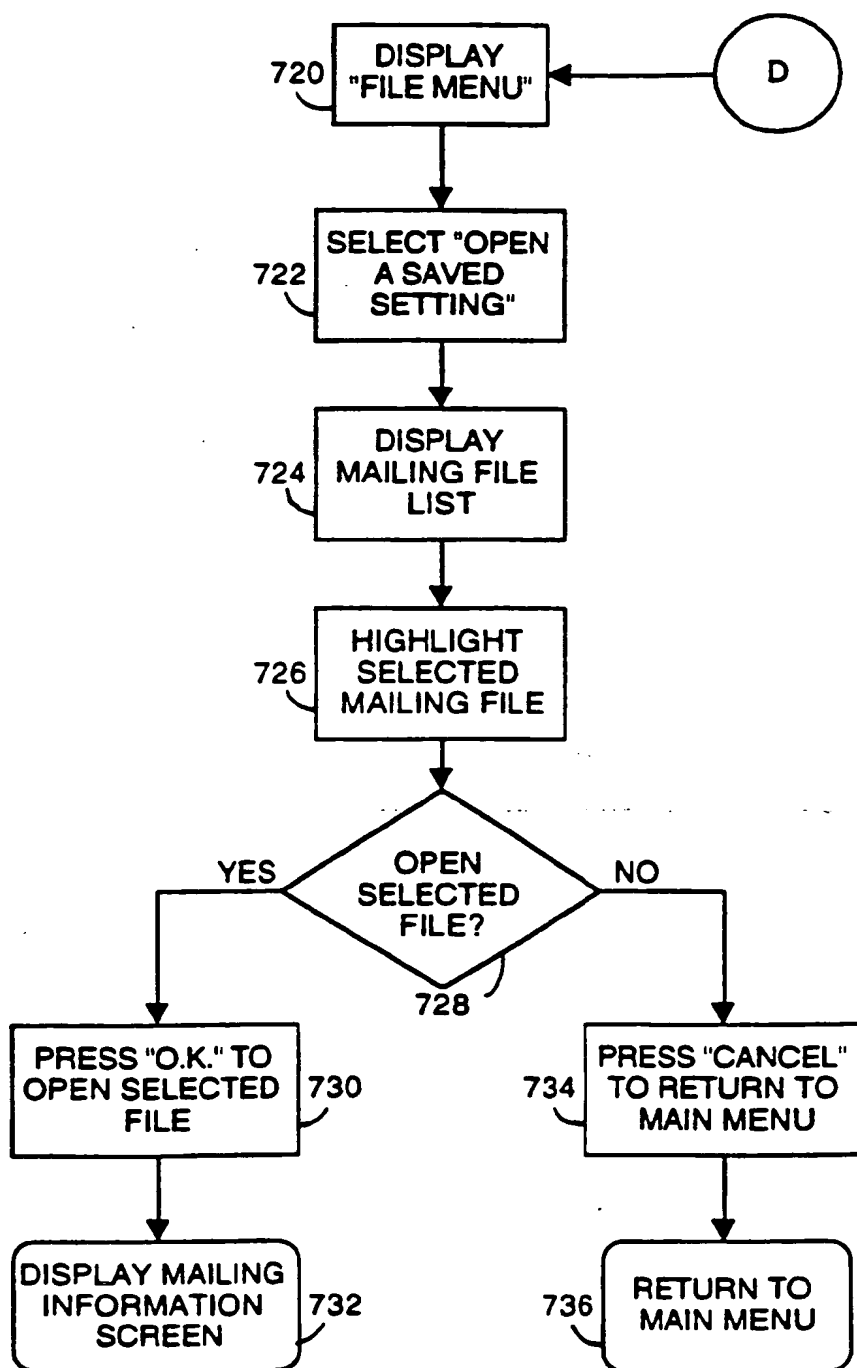 DISPLAY
"FILE MENU"
720
D
SELECT "OPEN
A SAVED
SETTING"
722
DISPLAY
MAILING FILE
LIST
724
HIGHLIGHT
SELECTED
MAILING FILE
726
YES
OPEN
SELECTED
FILE?
NO
728
PRESS "O.K." TO
OPEN SELECTED
FILE
730
734
PRESS "CANCEL"
TO RETURN TO
MAIN MENU
DISPLAY MAILING
INFORMATION
SCREEN
732
736
RETURN TO
MAIN MENU